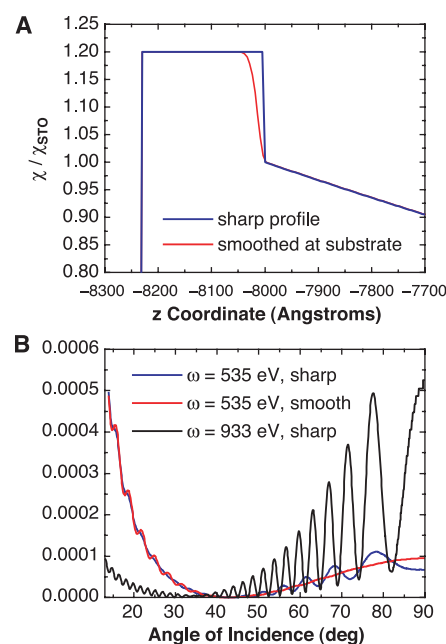 A
1.25
1.20
1.15
1.10
1.05
1.00
0.95
0.90
0.85
0.80
χ / χSTO
sharp profile
smoothed at substrate
−8300 −8200 −8100 −8000 −7900 −7800 −7700
z Coordinate (Angstroms)
B
0.0006
0.0005
0.0004
0.0003
0.0002
0.0001
0.0000
ω = 535 eV, sharp
ω = 535 eV, smooth
ω = 933 eV, sharp
20 30 40 50 60 70 80 90
Angle of Incidence (deg)